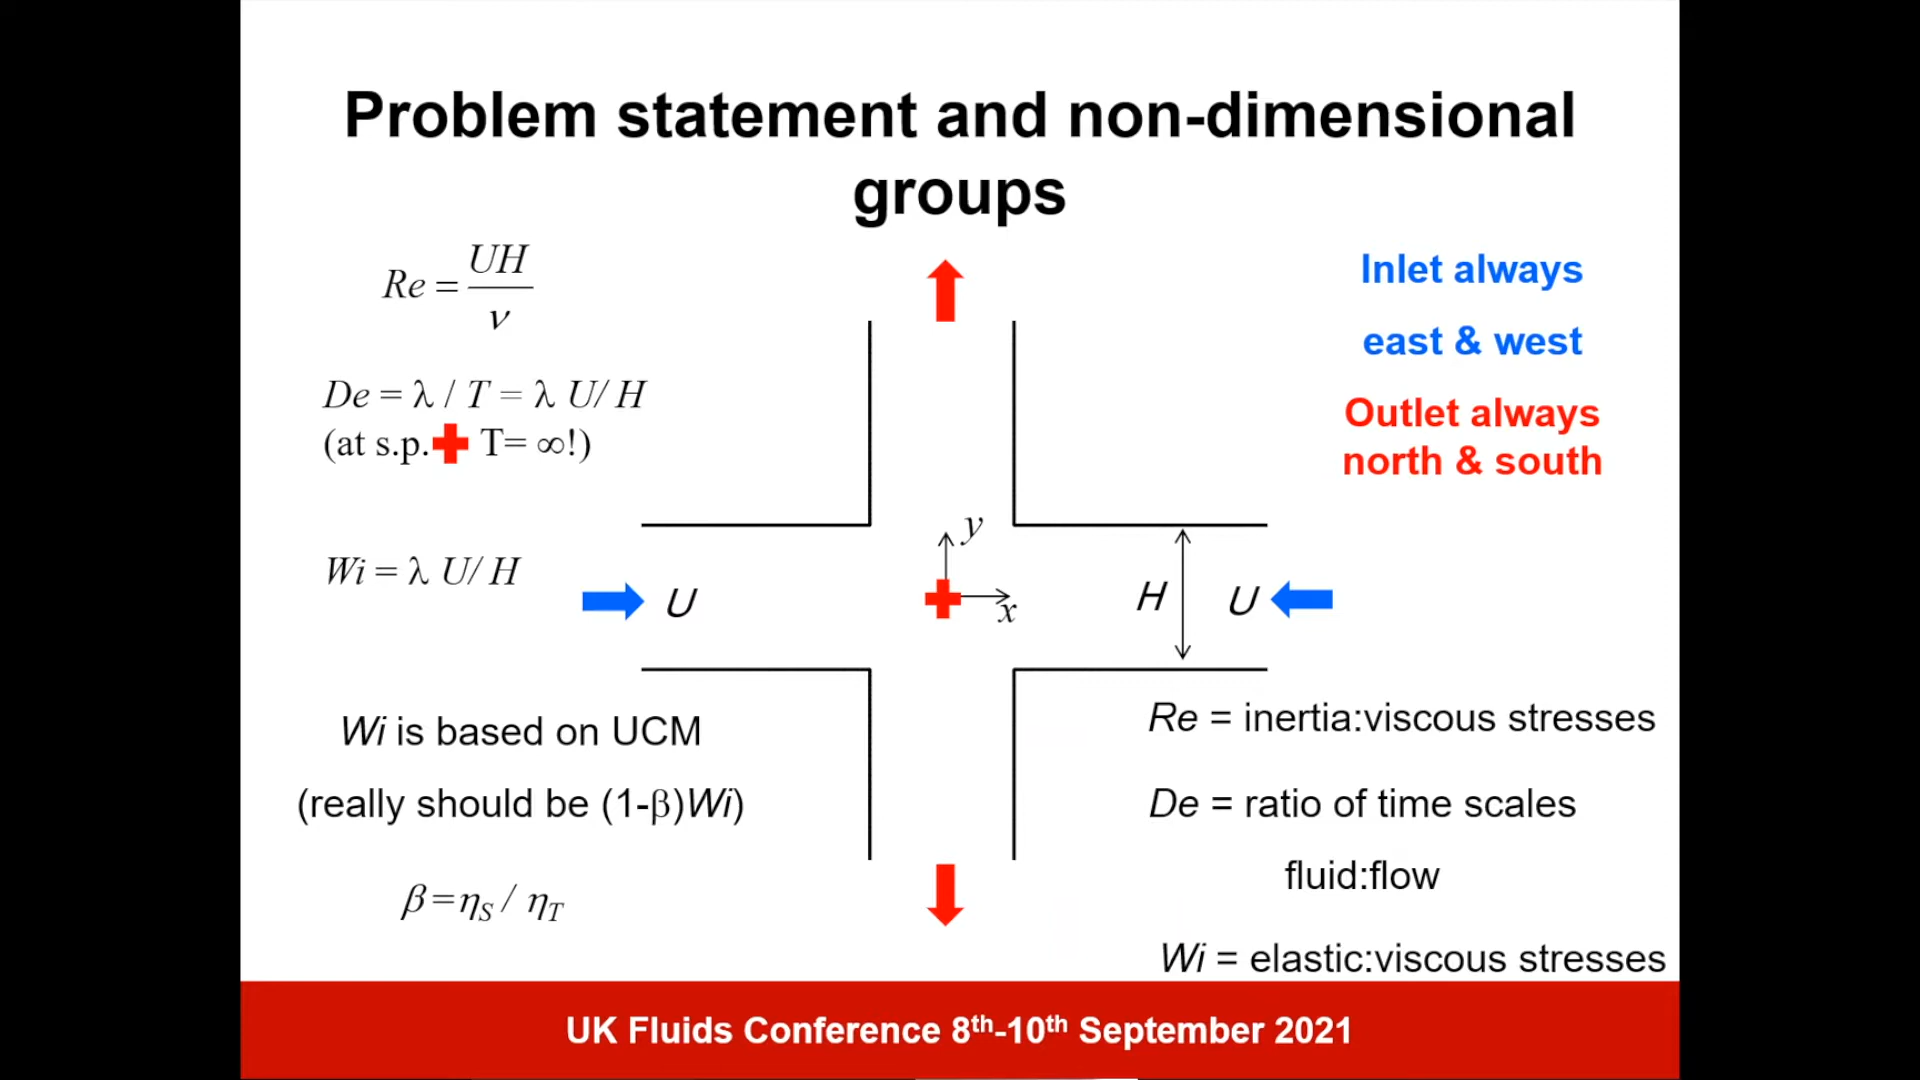 Problem statement and non-dimensional
groups
Re = UH / ν
De = λ / T = λ U/ H
(at s.p. T= ∞!)
Wi = λ U/ H
Wi is based on UCM
(really should be (1-β)Wi)
β=ηS / ηT
y
x
U
H
U
Inlet always
east & west
Outlet always
north & south
Re = inertia:viscous stresses
De = ratio of time scales
fluid:flow
Wi = elastic:viscous stresses
UK Fluids Conference 8th-10th September 2021